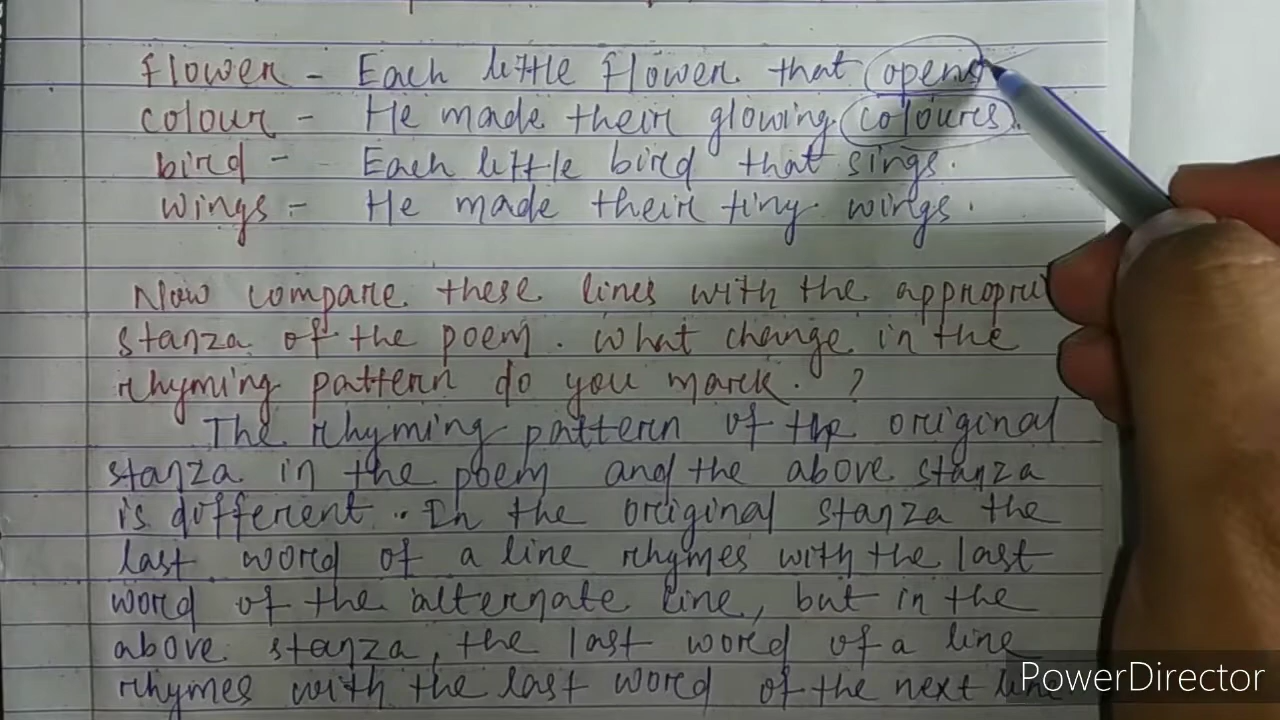 flower - Each little flower that opens
colour - He made their glowing colours.
bird - Each little bird that sings.
wings - He made their tiny wings.
Now compare these lines with the
stanza of the poem. What change in the
rhyming pattern do you mark. ?
The rhyming pattern of the original
stanza in the poem and the above stanza
is different. In the original stanza the
last word of a line rhymes with the last
word of the alternate line, but in the
above stanza, the last word of a line
rhymes with the last word of the next line
PowerDirector